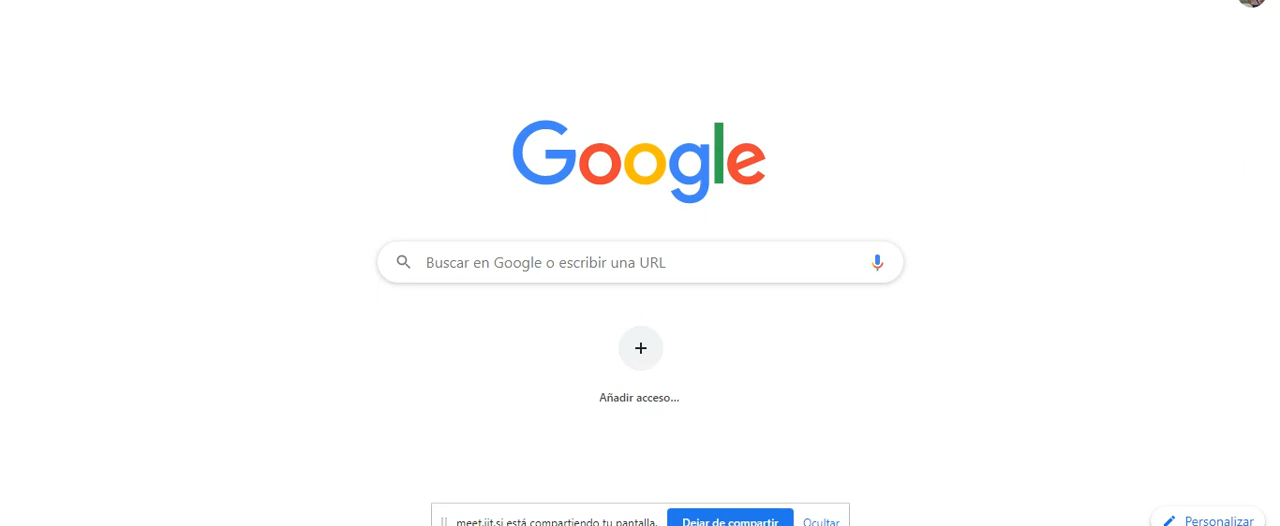 Google
Buscar en Google o escribir una URL
Añadir acceso...
meet.jit.si está compartiendo tu pantalla. Dejar de compartir Ocultar
Personalizar